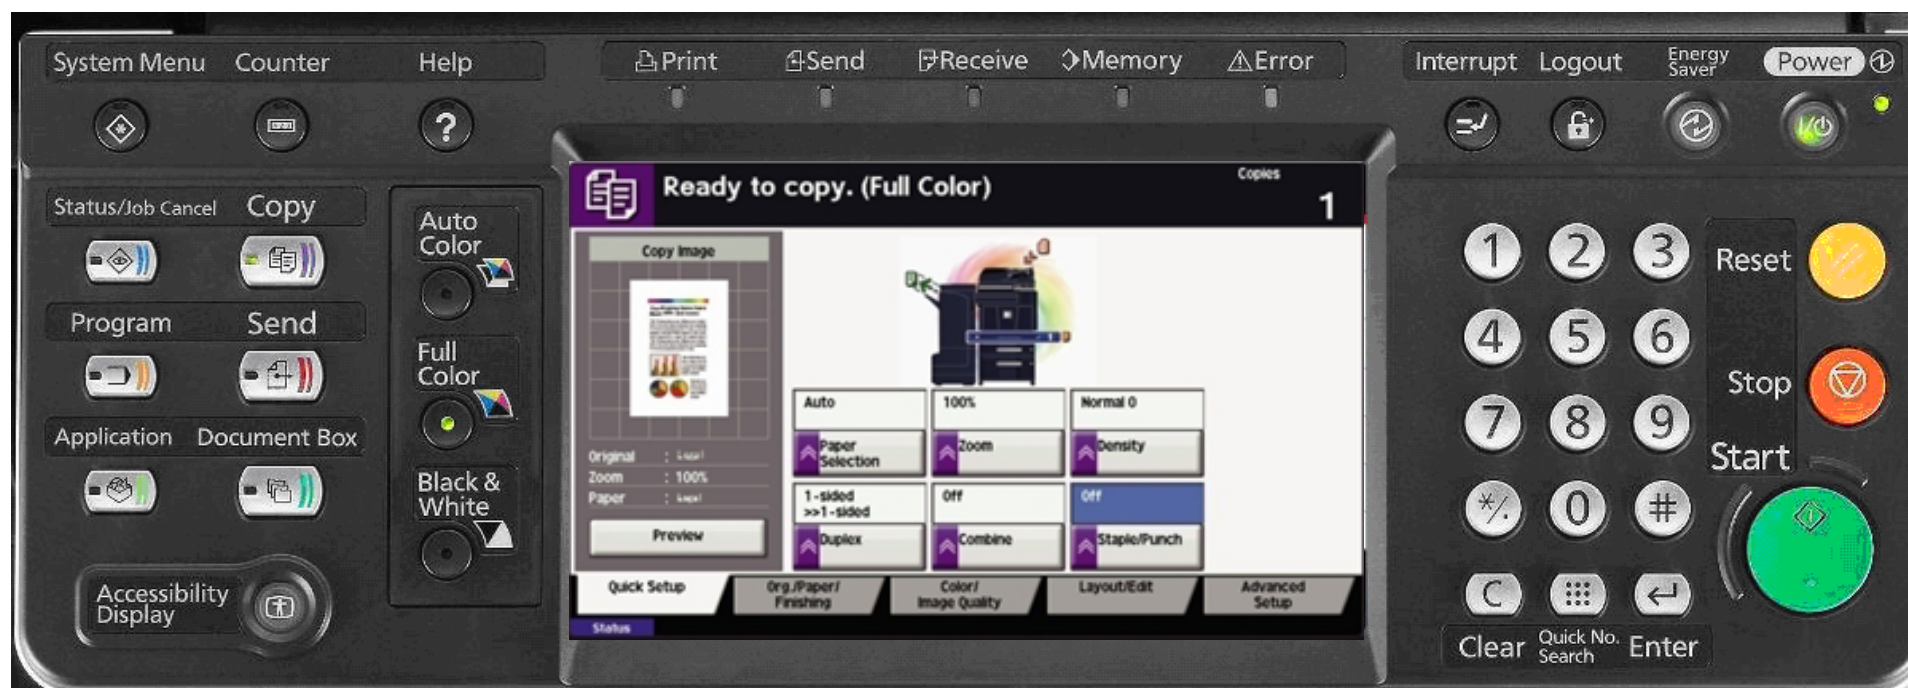 System Menu Counter Help
Print Send Receive Memory Error
Interrupt Logout Energy Saver Power
Status/Job Cancel Copy
Program Send
Application Document Box
Accessibility
Display
Auto
Color
Full
Color
Black &
White
Ready to copy. (Full Color)
Copies
1
Copy Image
Original :
Zoom : 100%
Paper :
Preview
Auto
Paper
Selection
100%
Zoom
Normal 0
Density
1-sided
>>1-sided
Duplex
Off
Combine
Off
Staple/Punch
Quick Setup
Org./Paper/
Finishing
Color/
Image Quality
Layout/Edit
Advanced
Setup
Status
1 2 3
4 5 6
7 8 9
*/. 0 #
C
Clear Quick No. Search Enter
Reset
Stop
Start